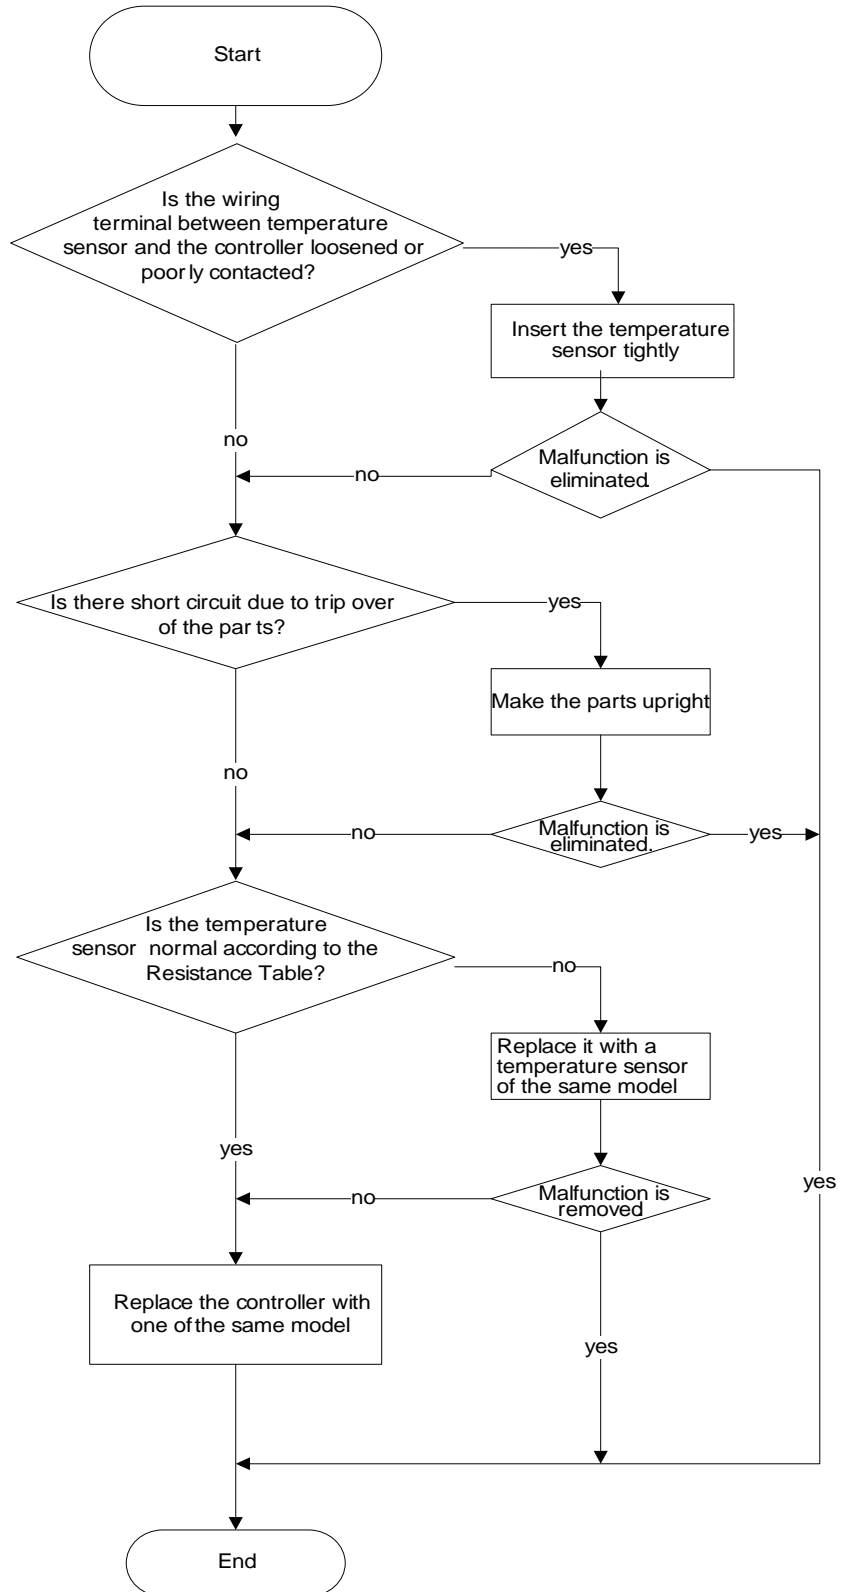 Start
Is the wiring
terminal between temperature
sensor and the controller loosened or
poorly contacted?
yes
Insert the temperature
sensor tightly
no
Malfunction is
eliminated.
no
Is there short circuit due to trip over
of the parts?
yes
Make the parts upright
no
Malfunction is
eliminated.
no
yes
Is the temperature
sensor normal according to the
Resistance Table?
no
Replace it with a
temperature sensor
of the same model
yes
Malfunction is
removed
no
yes
Replace the controller with
one of the same model
yes
End